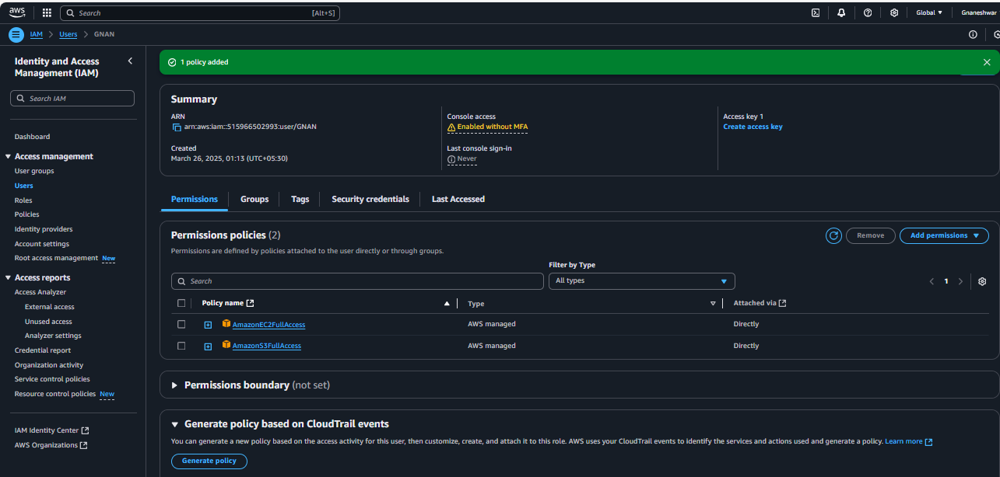 aws Search [Alt+S] Global Gnaneshwar
IAM Users GNAN
Identity and Access
Management (IAM)
Search IAM
Dashboard
Access management
User groups
Users
Roles
Policies
Identity providers
Account settings
Root access management New
Access reports
Access Analyzer
External access
Unused access
Analyzer settings
Credential report
Organization activity
Service control policies
Resource control policies New
IAM Identity Center
AWS Organizations
1 policy added
Summary
ARN
arn:aws:iam::515966502993:user/GNAN
Created
March 26, 2025, 01:13 (UTC+05:30)
Console access
Enabled without MFA
Last console sign-in
Never
Access key 1
Create access key
Permissions Groups Tags Security credentials Last Accessed
Permissions policies (2)
Remove Add permissions
Permissions are defined by policies attached to the user directly or through groups.
Filter by Type
Search All types 1
Policy name Type Attached via
AmazonEC2FullAccess AWS managed Directly
AmazonS3FullAccess AWS managed Directly
Permissions boundary (not set)
Generate policy based on CloudTrail events
You can generate a new policy based on the access activity for this user, then customize, create, and attach it to this role. AWS uses your CloudTrail events to identify the services and actions used and generate a policy. Learn more
Generate policy